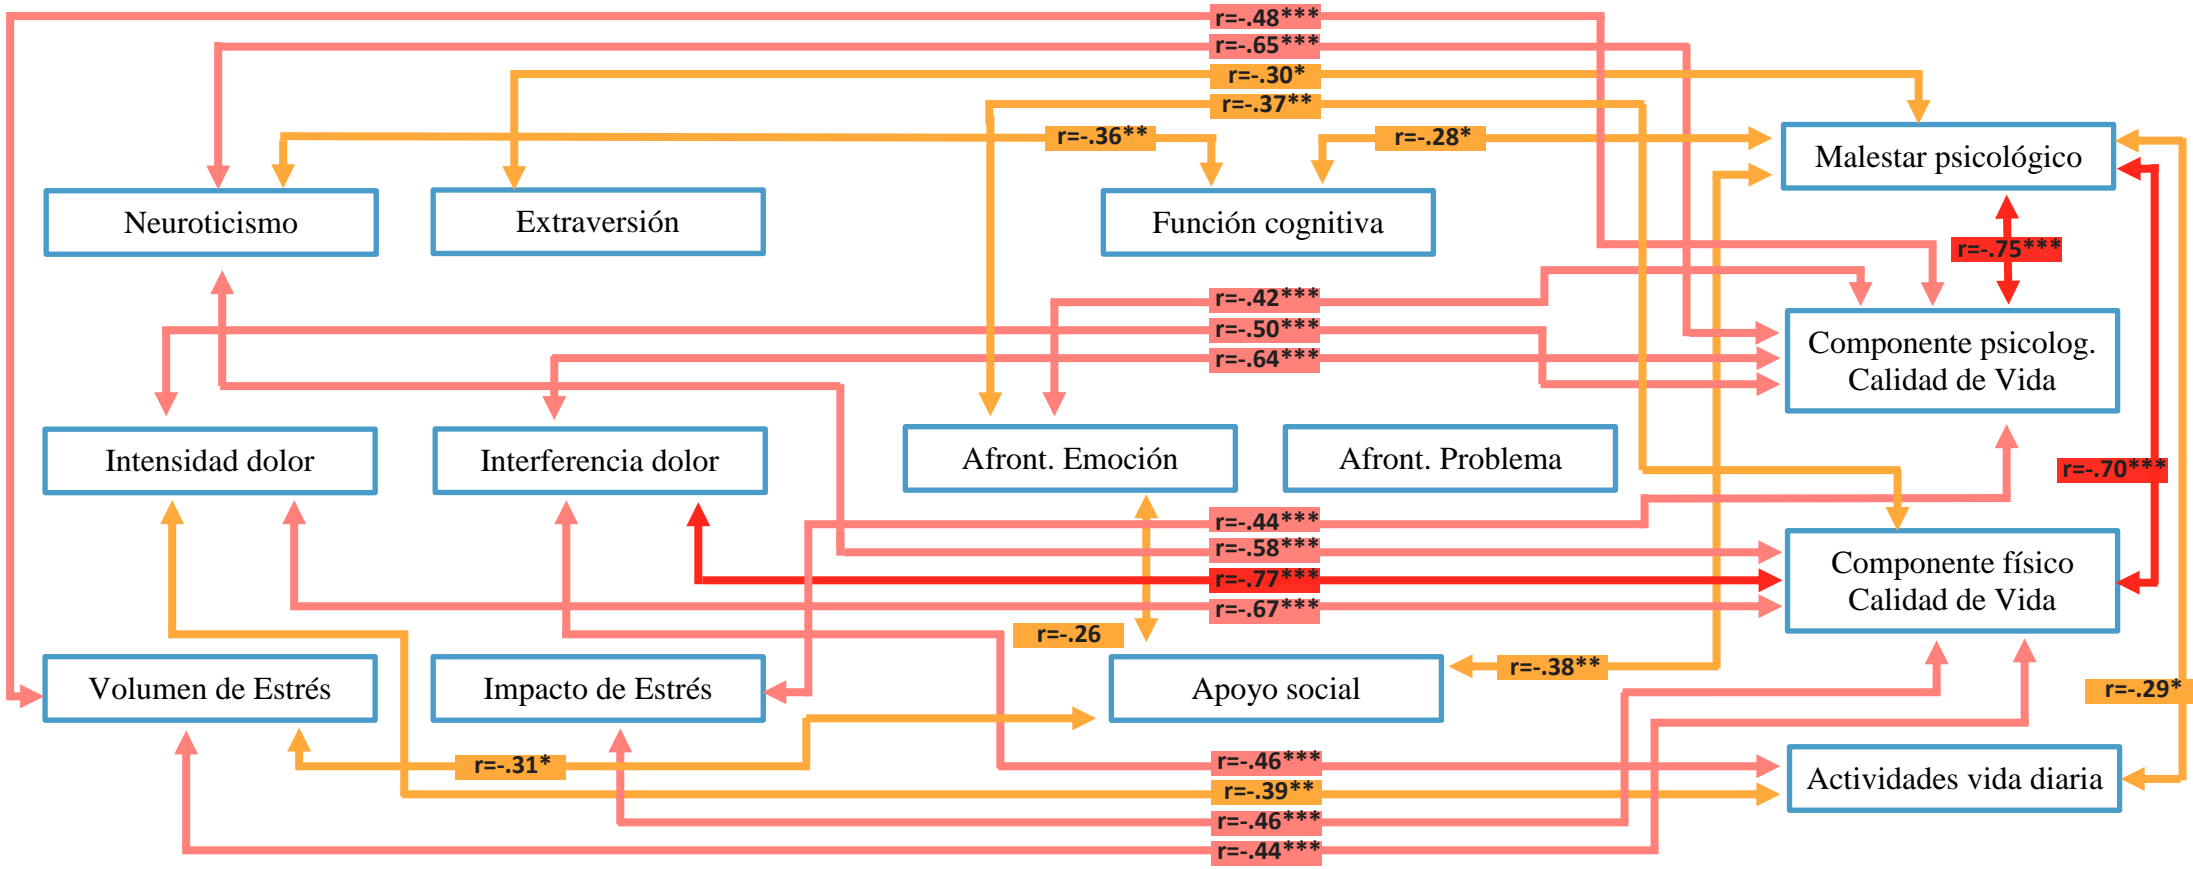 r=-.48***
r=-.65***
r=-.30*
r=-.37**
r=-.36**
r=-.28*
Malestar psicológico
Neuroticismo
Extraversión
Función cognitiva
r=-.75***
r=-.42***
r=-.50***
r=-.64***
Componente psicolog.
Calidad de Vida
Intensidad dolor
Interferencia dolor
Afront. Emoción
Afront. Problema
r=-.70***
r=-.44***
r=-.58***
r=-.77***
r=-.67***
Componente físico
Calidad de Vida
r=-.26
r=-.38**
Volumen de Estrés
Impacto de Estrés
Apoyo social
r=-.29*
r=-.31*
r=-.46***
r=-.39**
r=-.46***
r=-.44***
Actividades vida diaria